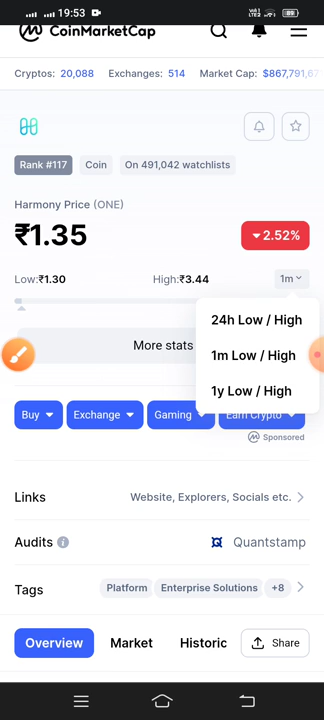 19:53
VoLTE2
CoinMarketCap
Cryptos: 20,088 Exchanges: 514 Market Cap: $867,791,67
Rank #117 Coin On 491,042 watchlists
Harmony Price (ONE)
₹1.35
2.52%
Low:₹1.30 High:₹3.44 1m
24h Low / High
More stats
1m Low / High
1y Low / High
Buy Exchange Gaming Earn Crypto
Sponsored
Links Website, Explorers, Socials etc.
Audits Quantstamp
Tags Platform Enterprise Solutions +8
Overview Market Historic Share